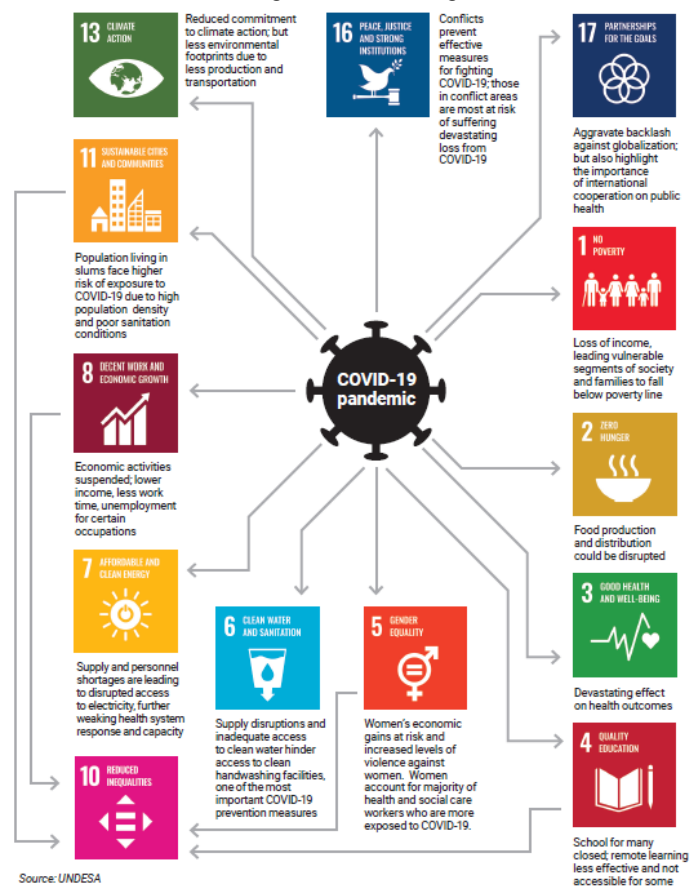 13 CLIMATE
ACTION
Reduced commitment
to climate action; but
less environmental
footprints due to
less production and
transportation
16 PEACE, JUSTICE
AND STRONG
INSTITUTIONS
Conflicts
prevent
effective
measures
for fighting
COVID-19; those
in conflict areas
are most at risk
of suffering
devastating
loss from
COVID-19
17 PARTNERSHIPS
FOR THE GOALS
Aggravate backlash
against globalization;
but also highlight
the importance
of international
cooperation on public
health
11 SUSTAINABLE CITIES
AND COMMUNITIES
Population living in
slums face higher
risk of exposure to
COVID-19 due to high
population density
and poor sanitation
conditions
1 NO
POVERTY
Loss of income,
leading vulnerable
segments of society
and families to fall
below poverty line
COVID-19
pandemic
8 DECENT WORK AND
ECONOMIC GROWTH
Economic activities
suspended; lower
income, less work
time, unemployment
for certain
occupations
2 ZERO
HUNGER
Food production
and distribution
could be disrupted
7 AFFORDABLE AND
CLEAN ENERGY
Supply and personnel
shortages are leading
to disrupted access
to electricity, further
weaking health system
response and capacity
6 CLEAN WATER
AND SANITATION
Supply disruptions and
inadequate access
to clean water hinder
access to clean
handwashing facilities,
one of the most
important COVID-19
prevention measures
5 GENDER
EQUALITY
Women's economic
gains at risk and
increased levels of
violence against
women. Women
account for majority of
health and social care
workers who are more
exposed to COVID-19.
3 GOOD HEALTH
AND WELL-BEING
Devastating effect
on health outcomes
4 QUALITY
EDUCATION
School for many
closed; remote learning
less effective and not
accessible for some
10 REDUCED
INEQUALITIES
Source: UNDESA